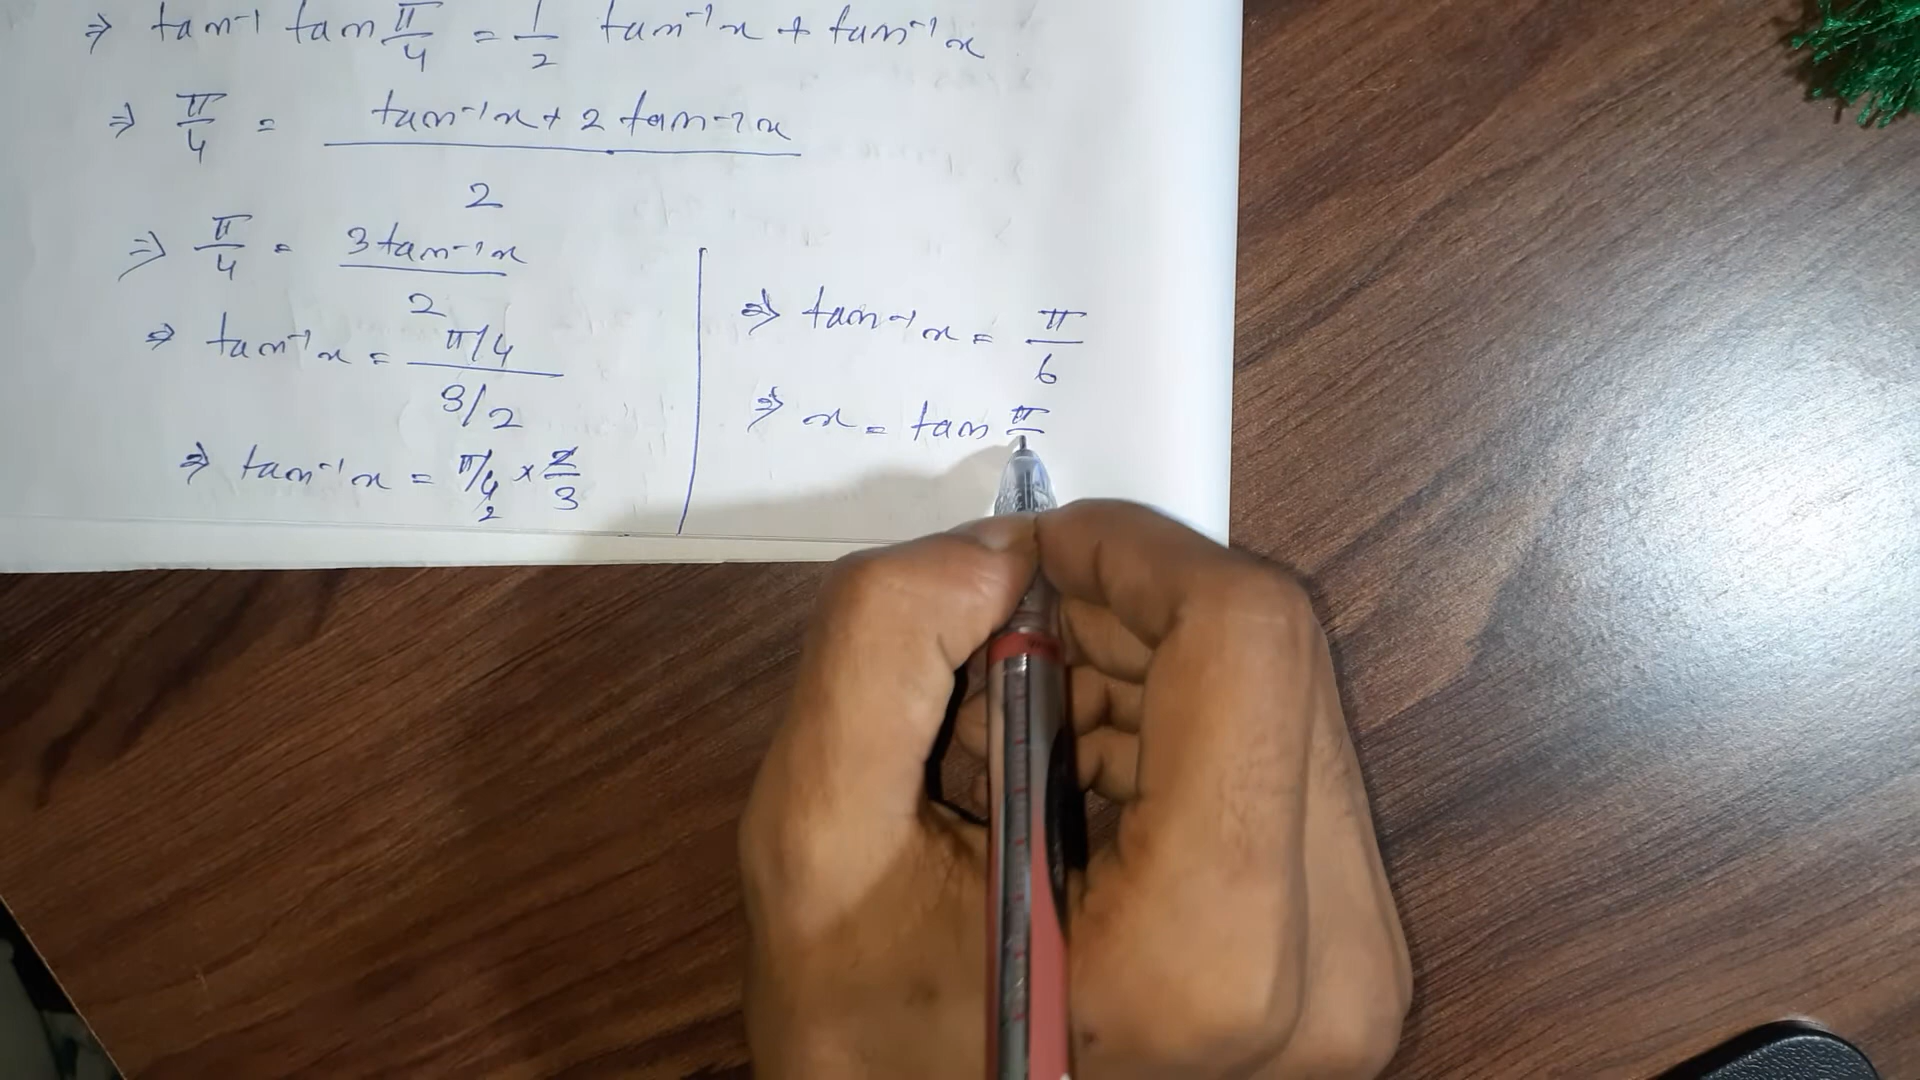 ⇒ tan⁻¹ tan π/4 = 1/2 tan⁻¹x + tan⁻¹x
⇒ π/4 = (tan⁻¹x + 2 tan⁻¹x)/2
⇒ π/4 = 3tan⁻¹x/2
⇒ tan⁻¹x = (π/4)/(3/2)
⇒ tan⁻¹x = π/4 2 × 2/3
⇒ tan⁻¹x = π/6
⇒ x = tan π/